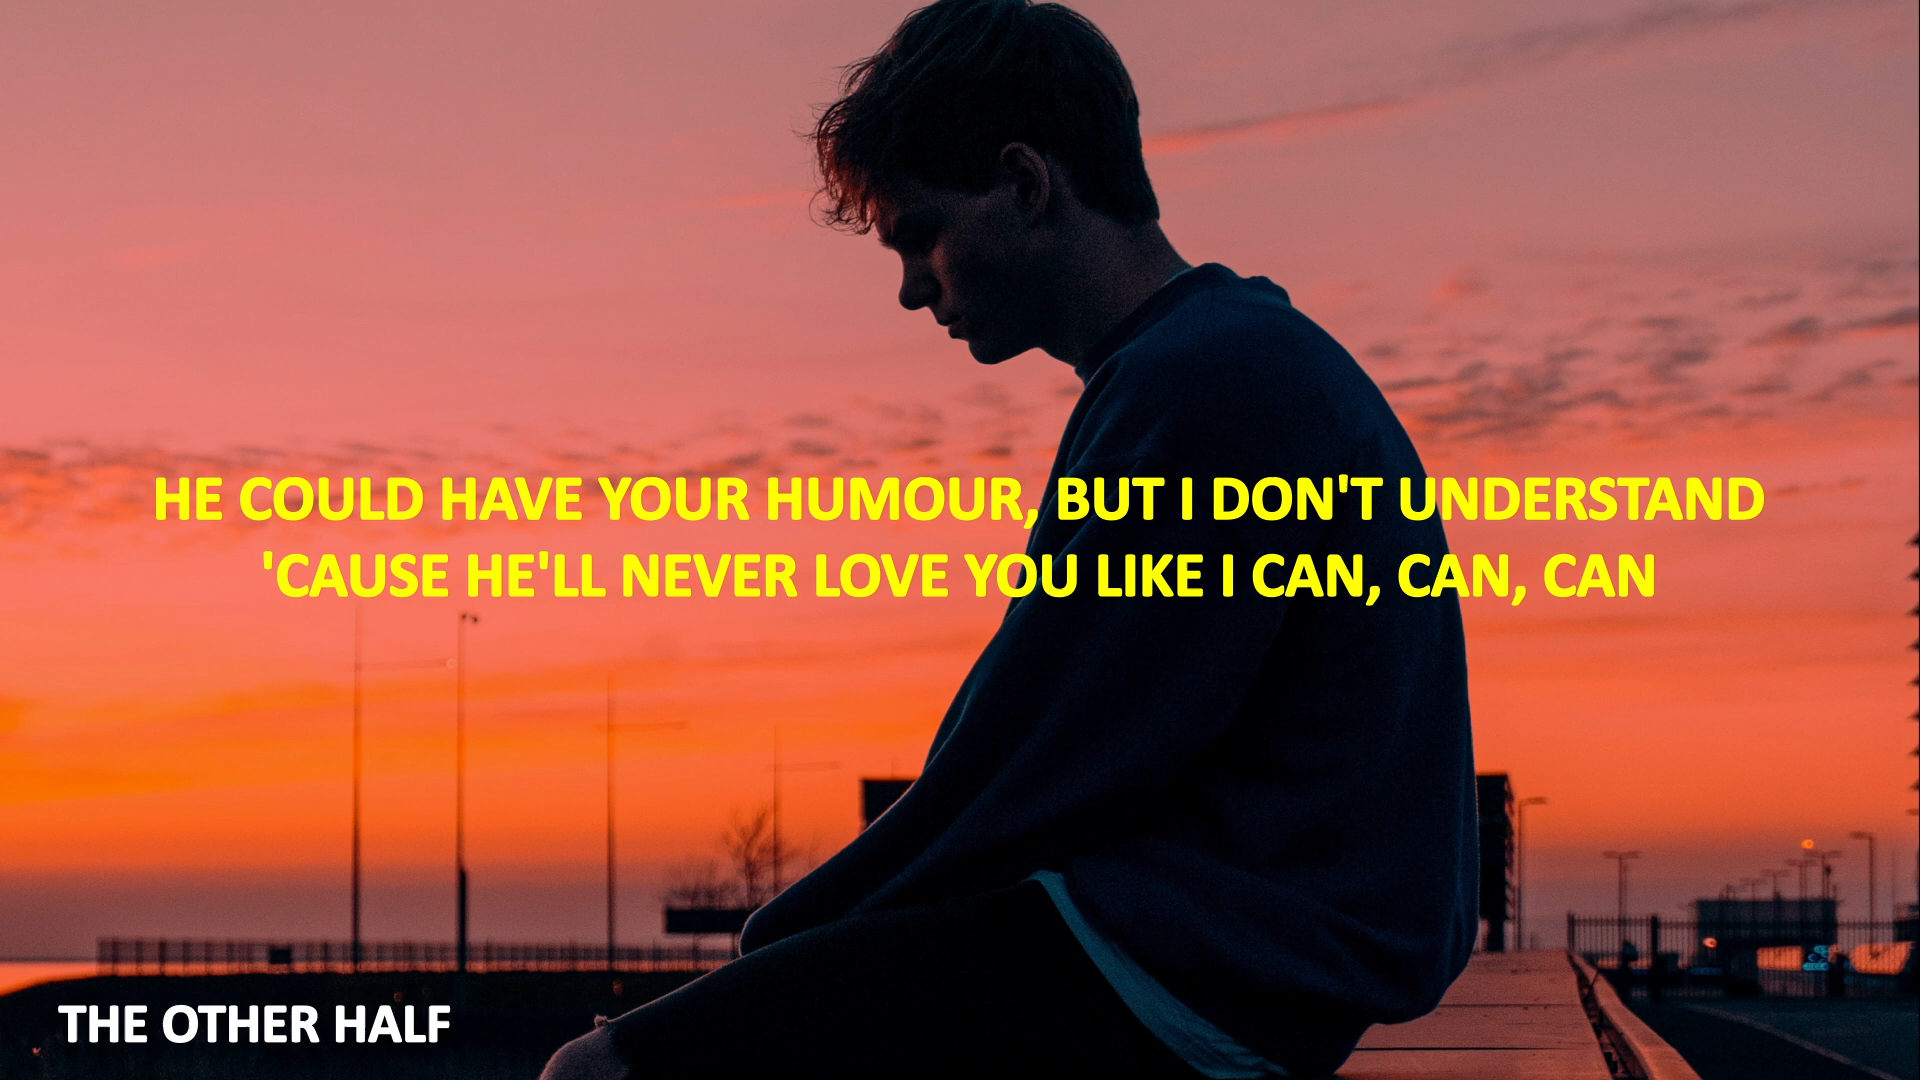 HE COULD HAVE YOUR HUMOUR, BUT I DON'T UNDERSTAND
'CAUSE HE'LL NEVER LOVE YOU LIKE I CAN, CAN, CAN
THE OTHER HALF